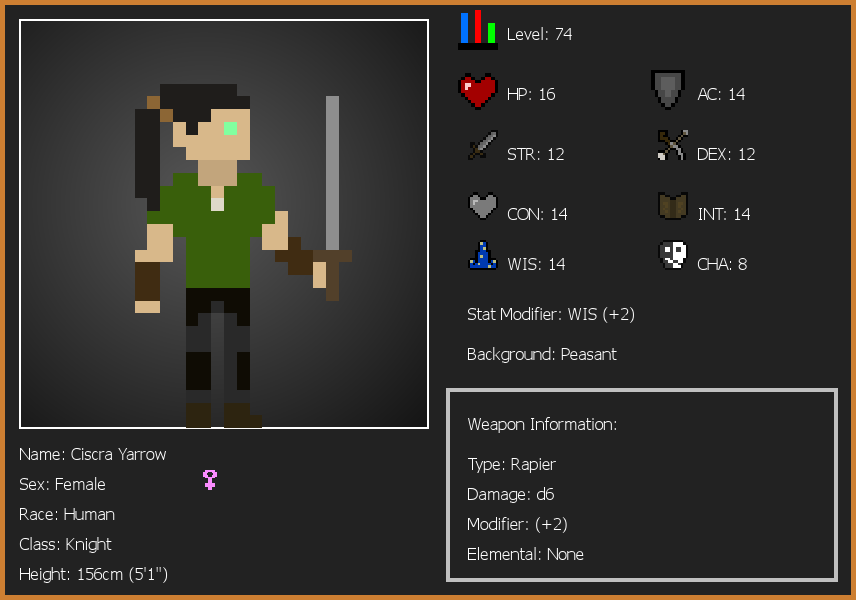 Level: 74
HP: 16
AC: 14
STR: 12
DEX: 12
CON: 14
INT: 14
WIS: 14
CHA: 8
Stat Modifier: WIS (+2)
Background: Peasant
Weapon Information:
Type: Rapier
Damage: d6
Modifier: (+2)
Elemental: None
Name: Ciscra Yarrow
Sex: Female
Race: Human
Class: Knight
Height: 156cm (5'1")